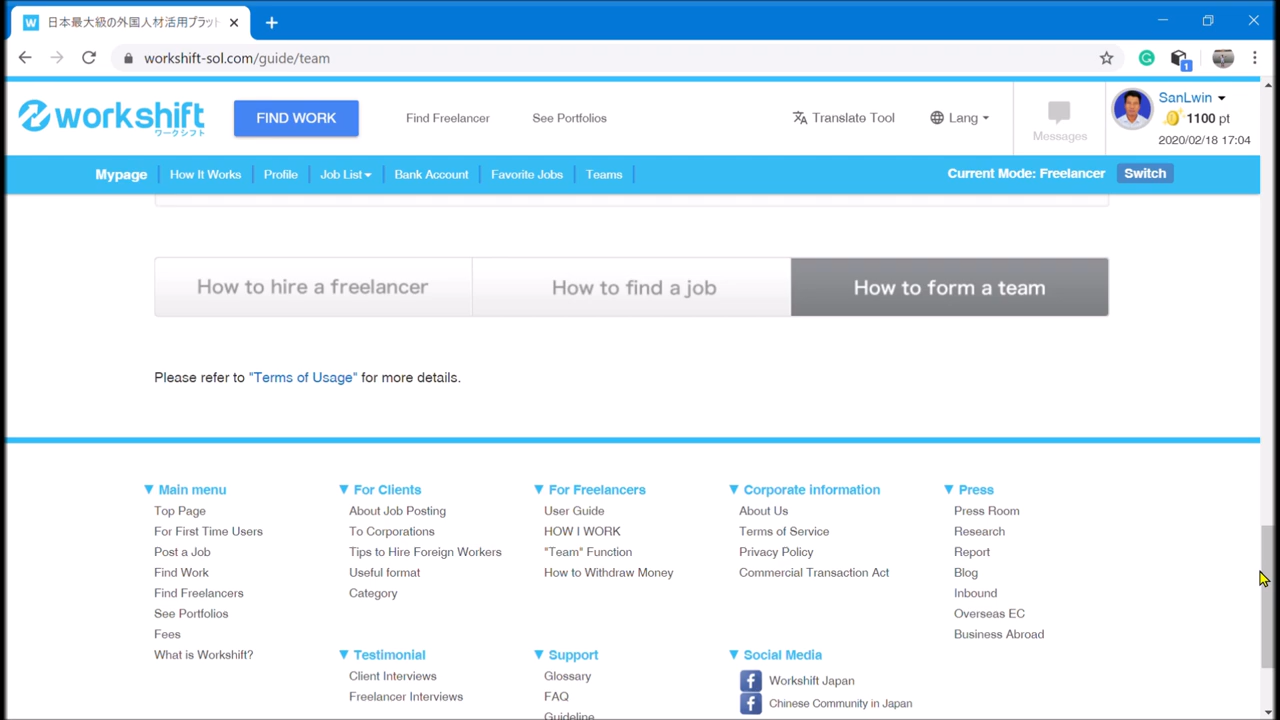 日本最大級の外国人材活用プラット
workshift-sol.com/guide/team
1
workshift
ワークシフト
FIND WORK
Find Freelancer
See Portfolios
Translate Tool
Lang
Messages
SanLwin
1100 pt
2020/02/18 17:04
Mypage
How It Works
Profile
Job List
Bank Account
Favorite Jobs
Teams
Current Mode: Freelancer
Switch
How to hire a freelancer
How to find a job
How to form a team
Please refer to "Terms of Usage" for more details.
▼ Main menu
Top Page
For First Time Users
Post a Job
Find Work
Find Freelancers
See Portfolios
Fees
What is Workshift?
▼ For Clients
About Job Posting
To Corporations
Tips to Hire Foreign Workers
Useful format
Category
▼ Testimonial
Client Interviews
Freelancer Interviews
▼ For Freelancers
User Guide
HOW I WORK
"Team" Function
How to Withdraw Money
▼ Support
Glossary
FAQ
Guideline
▼ Corporate information
About Us
Terms of Service
Privacy Policy
Commercial Transaction Act
▼ Social Media
Workshift Japan
Chinese Community in Japan
▼ Press
Press Room
Research
Report
Blog
Inbound
Overseas EC
Business Abroad